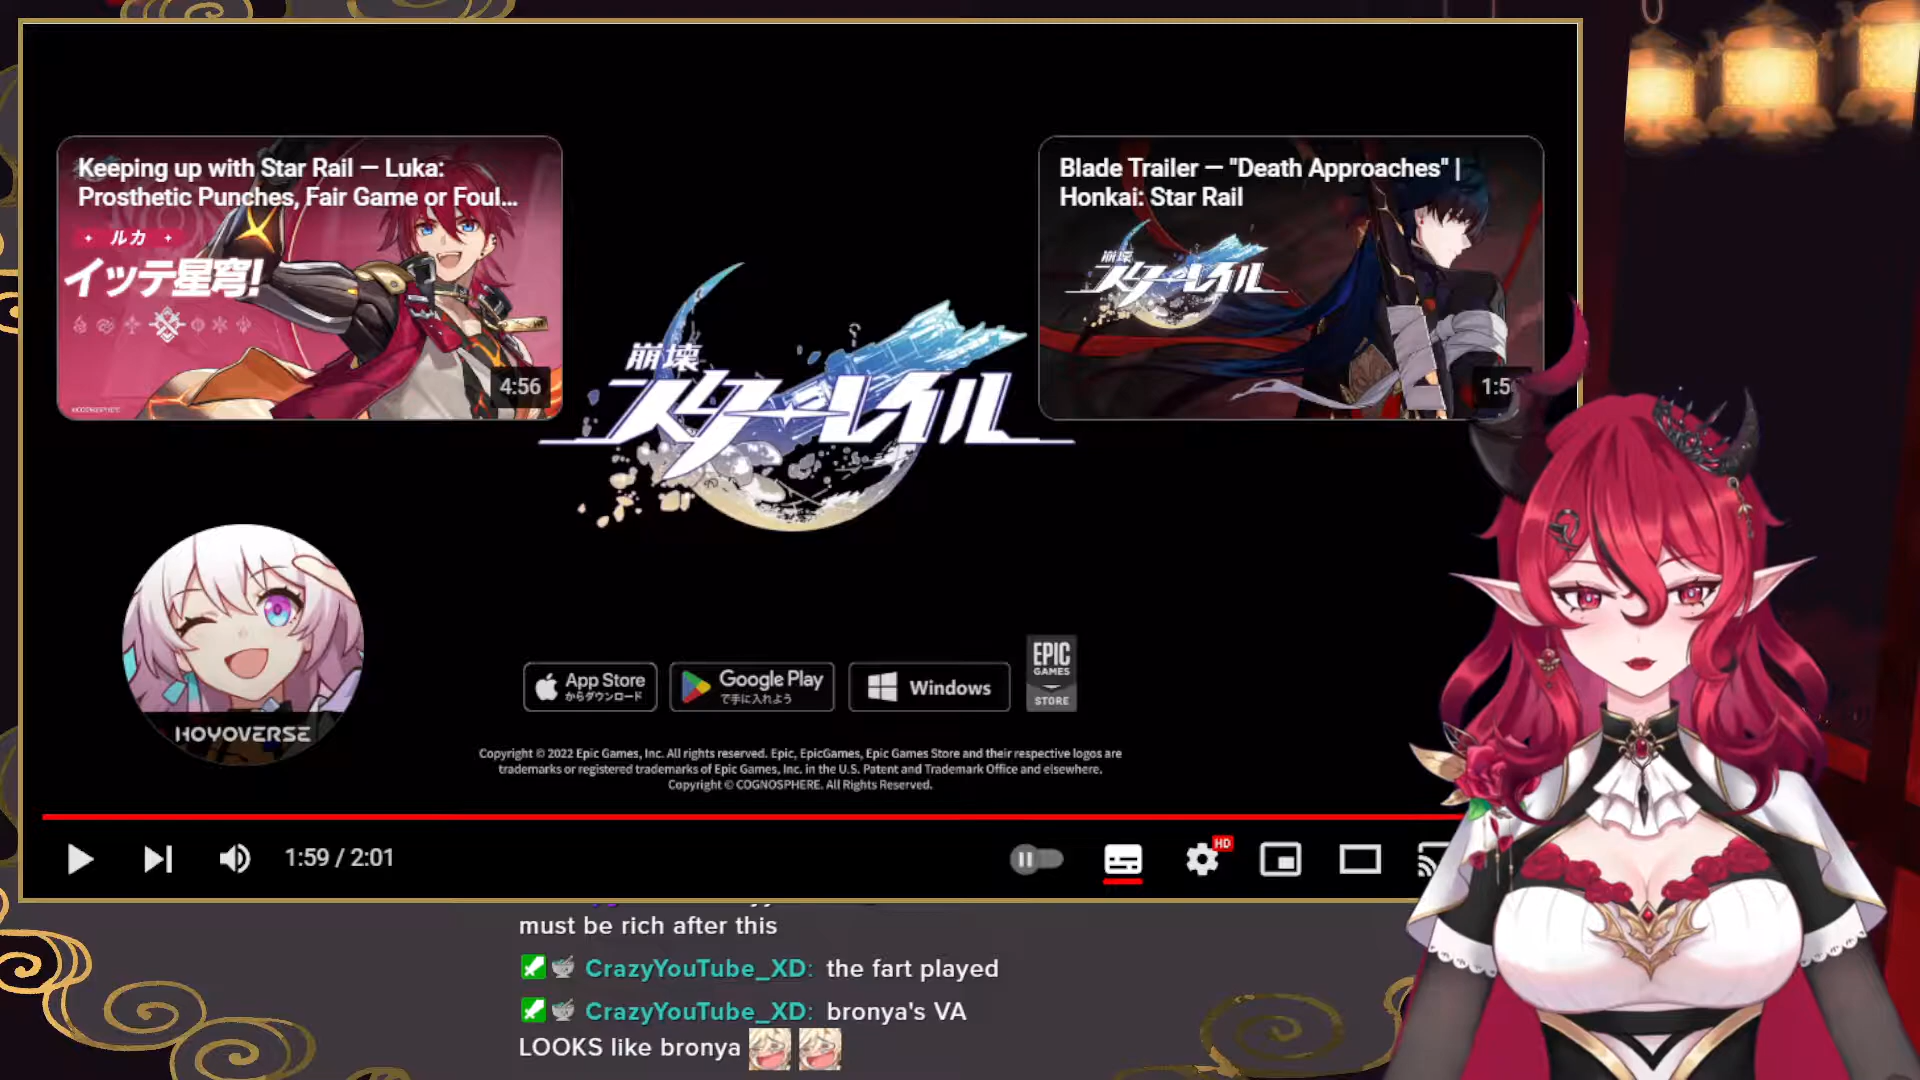 Keeping up with Star Rail — Luka:
Prosthetic Punches, Fair Game or Foul...
ルカ
イッテ星穹!
4:56
Blade Trailer — "Death Approaches" |
Honkai: Star Rail
崩壊
スターレイル
1:5
崩壊
スターレイル
HOYOVERSE
App Store
からダウンロード
Google Play
で手に入れよう
Windows
EPIC
GAMES
STORE
Copyright © 2022 Epic Games, Inc. All rights reserved. Epic, EpicGames, Epic Games Store and their respective logos are
trademarks or registered trademarks of Epic Games, Inc. in the U.S. Patent and Trademark Office and elsewhere.
Copyright © COGNOSPHERE. All Rights Reserved.
1:59 / 2:01
HD
must be rich after this
CrazyYouTube_XD: the fart played
CrazyYouTube_XD: bronya's VA
LOOKS like bronya